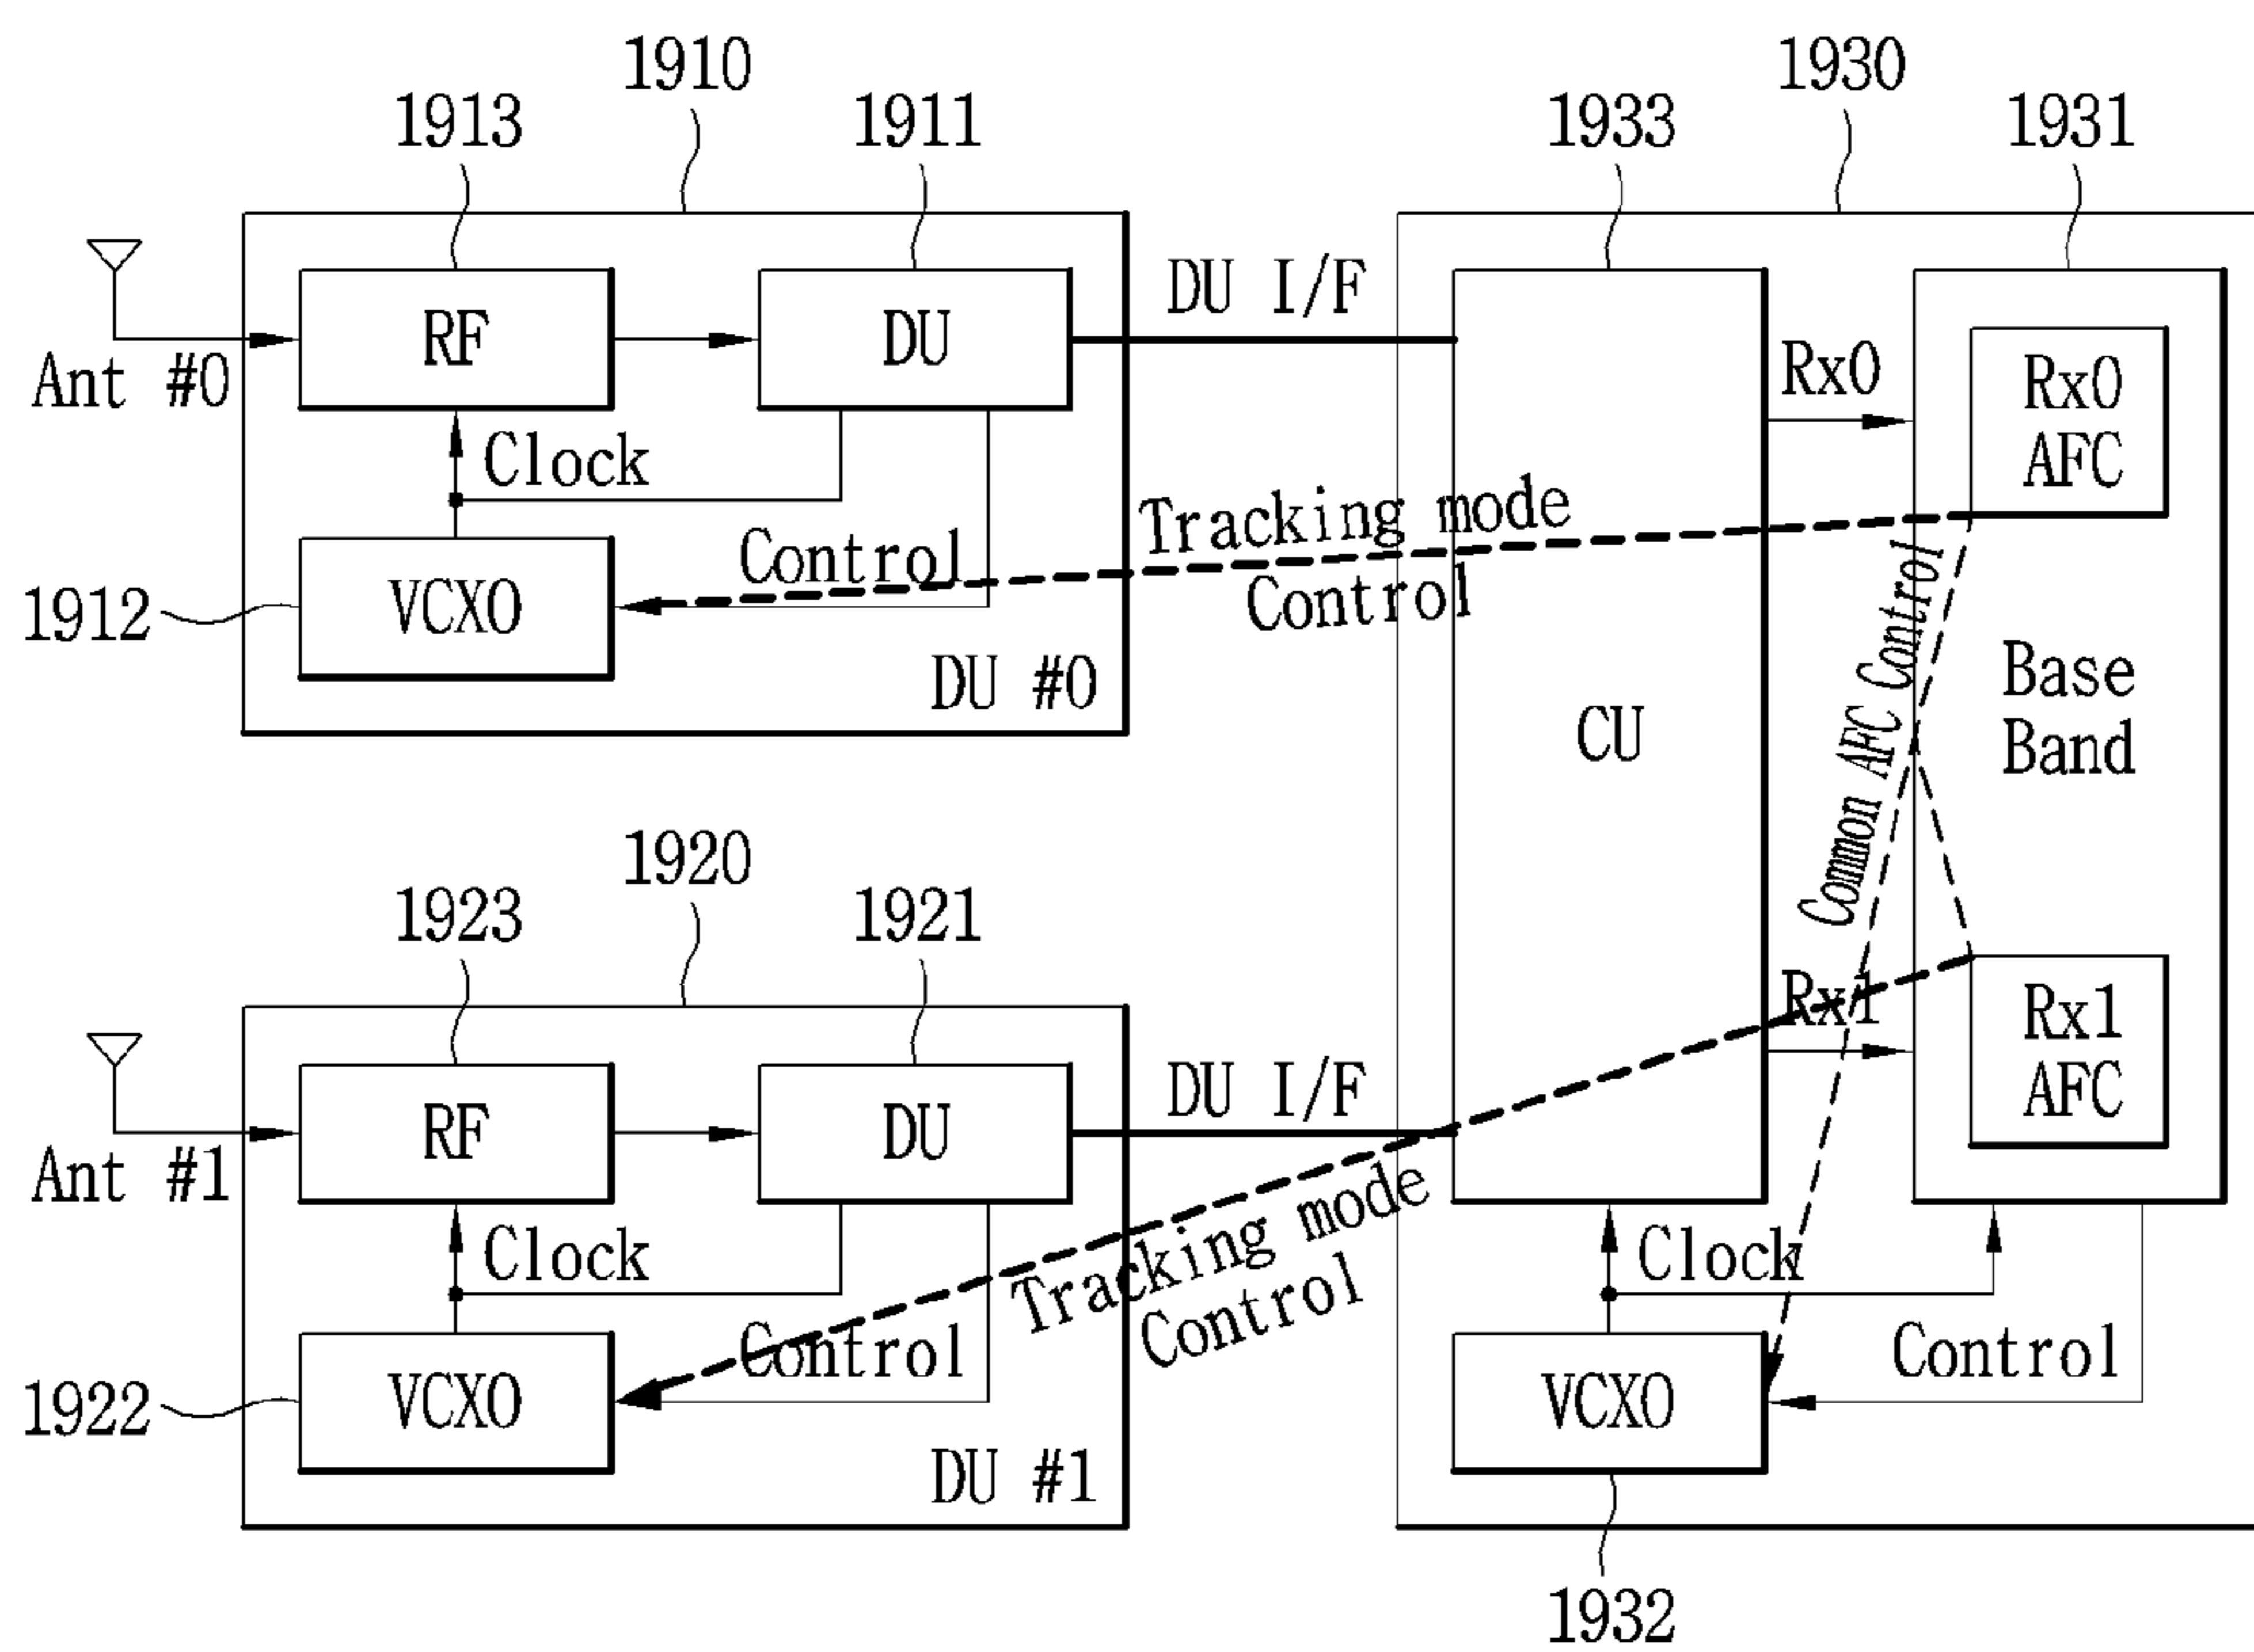 1910
1930
1913
1911
1933
1931
RF
DU
DU I/F
Ant #0
Rx0
Rx0
AFC
Clock
Control
Tracking mode
Control
1912
VCXO
DU #0
CU
Common AFC Control
Base
Band
1920
1923
1921
RF
DU
DU I/F
Ant #1
Rx1
Rx1
AFC
Clock
Control
Tracking mode
Control
1922
VCXO
DU #1
Clock
Control
VCXO
1932